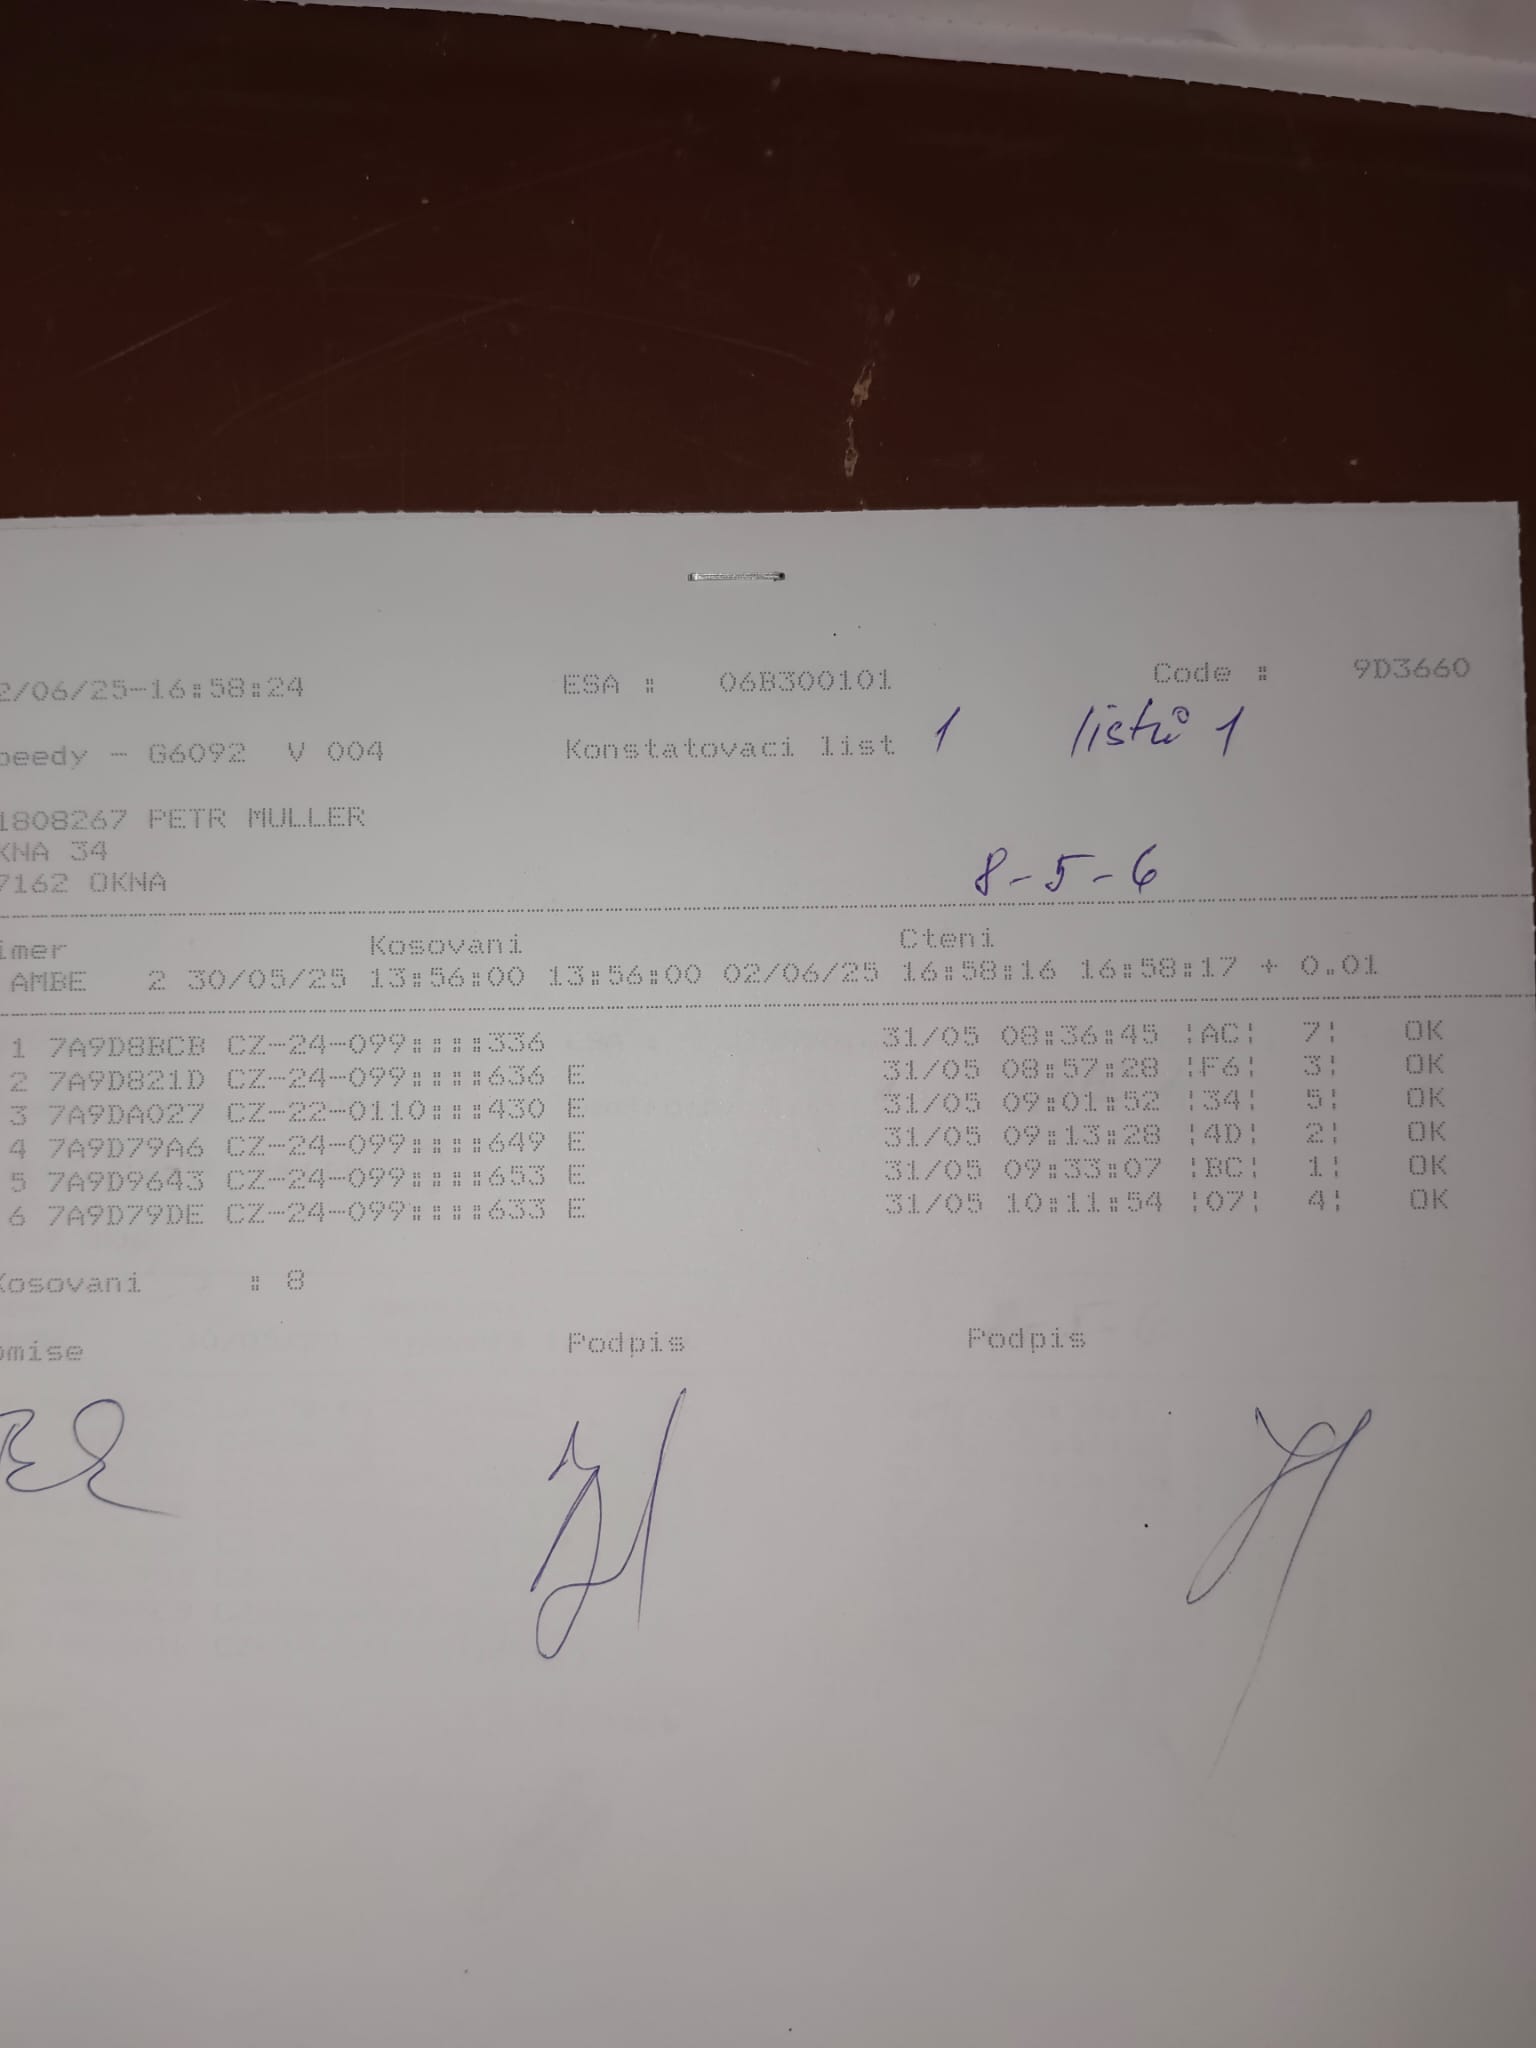 2/06/25-16:58:24 ESA : 06B300101 Code : 9D3660
peedy - G6092 V 004 Konstatovaci list 1 listů 1
1808267 PETR MULLER
KNA 34
7162 OKNA 8-5-6
imer Kosovani Cteni
AMBE 2 30/05/25 13:56:00 13:56:00 02/06/25 16:58:16 16:58:17 + 0.01
1 7A9D8BCB CZ-24-099::::336 31/05 08:36:45 ¦AC¦ 7¦ OK
2 7A9D821D CZ-24-099::::636 E 31/05 08:57:28 ¦F6¦ 3¦ OK
3 7A9DA027 CZ-22-0110:::430 E 31/05 09:01:52 ¦34¦ 5¦ OK
4 7A9D79A6 CZ-24-099::::649 E 31/05 09:13:28 ¦4D¦ 2¦ OK
5 7A9D9643 CZ-24-099::::653 E 31/05 09:33:07 ¦BC¦ 1¦ OK
6 7A9D79DE CZ-24-099::::633 E 31/05 10:11:54 ¦07¦ 4¦ OK
Kosovani : 8
omise Podpis Podpis